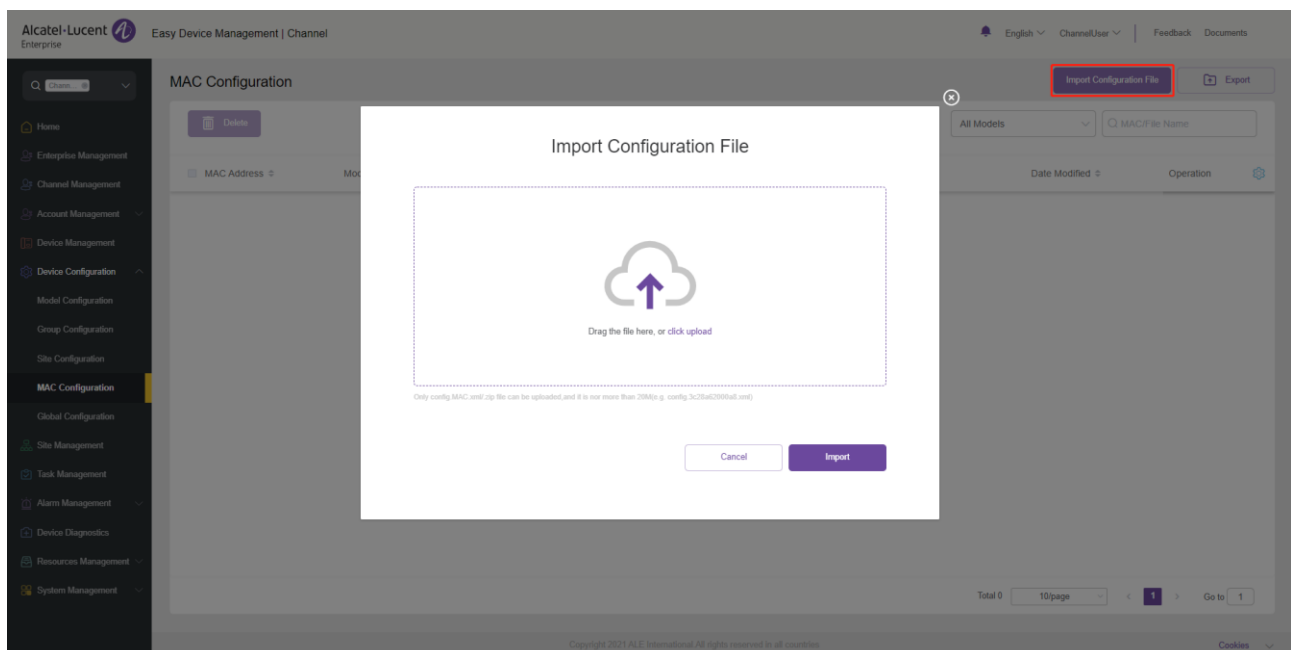 Alcatel-Lucent
Enterprise
Easy Device Management | Channel
English
ChannelUser
Feedback
Documents
Chann...
MAC Configuration
Import Configuration File
Export
Delete
All Models
MAC/File Name
MAC Address
Moc
Date Modified
Operation
Home
Enterprise Management
Channel Management
Account Management
Device Management
Device Configuration
Model Configuration
Group Configuration
Site Configuration
MAC Configuration
Global Configuration
Site Management
Task Management
Alarm Management
Device Diagnostics
Resources Management
System Management
Import Configuration File
Drag the file here, or click upload
Only config.MAC.xml/.zip file can be uploaded,and it is nor more than 20M(e.g. config.3c28a62000a8.xml)
Cancel
Import
Total 0
10/page
1
Go to
1
Copyright 2021 ALE International All rights reserved in all countries.
Cookies